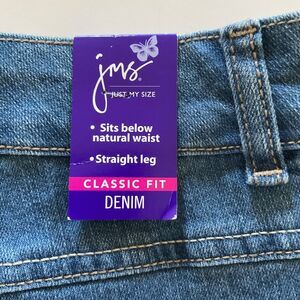 jms®
JUST MY SIZE
• Sits below
natural waist
• Straight leg
CLASSIC FIT
DENIM